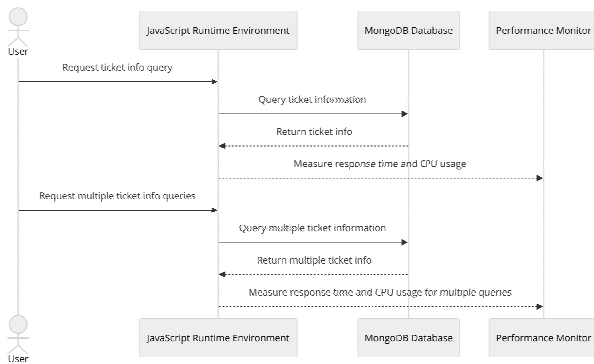 JavaScript Runtime Environment
MongoDB Database
Performance Monitor
User
Request ticket info query
Query ticket information
Return ticket info
Measure response time and CPU usage
Request multiple ticket info queries
Query multiple ticket information
Return multiple ticket info
Measure response time and CPU usage for multiple queries
JavaScript Runtime Environment
MongoDB Database
Performance Monitor
User